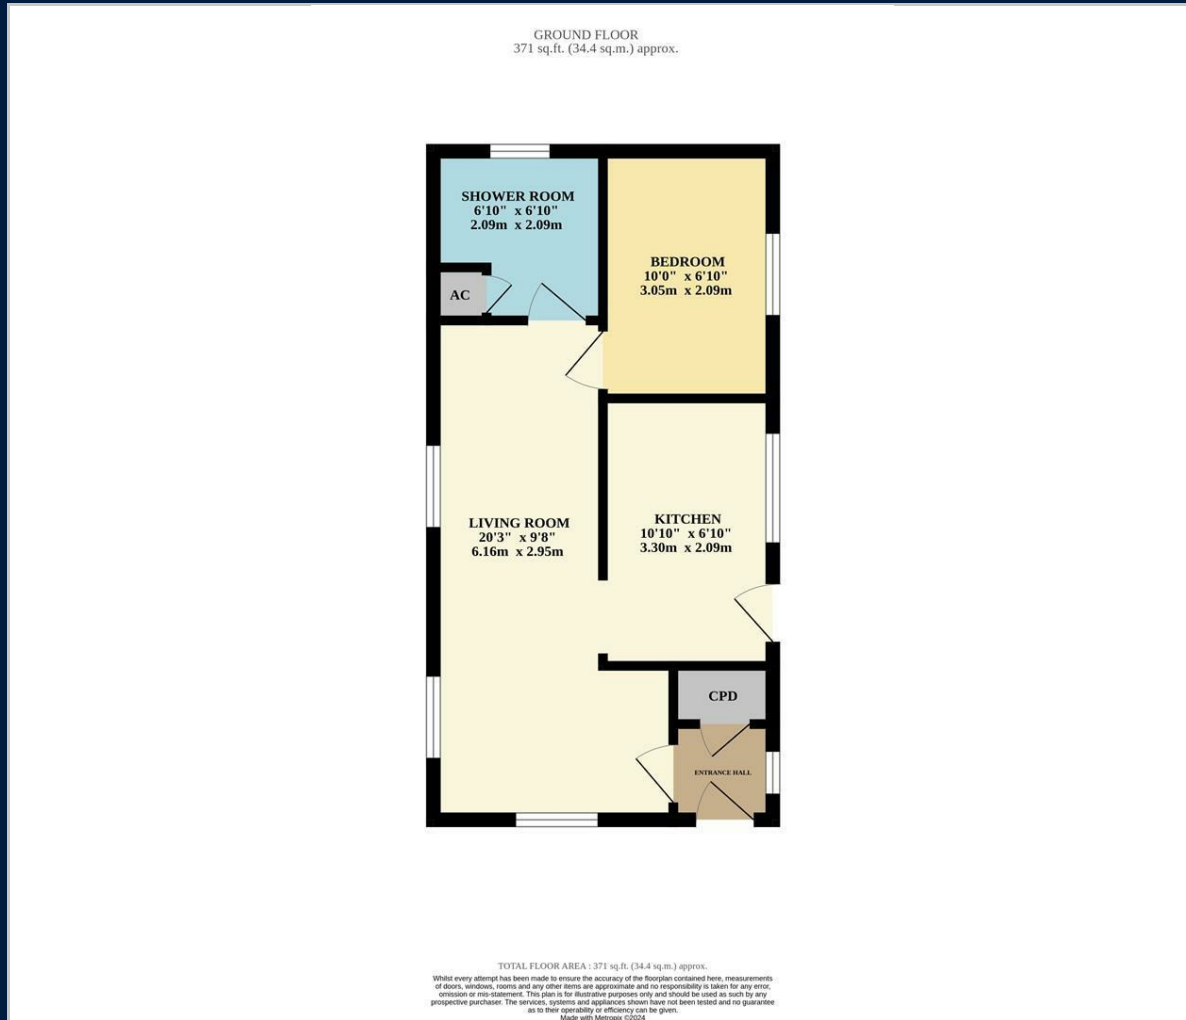 GROUND FLOOR
371 sq.ft. (34.4 sq.m.) approx.
SHOWER ROOM
6'10" x 6'10"
2.09m x 2.09m
BEDROOM
10'0" x 6'10"
3.05m x 2.09m
AC
LIVING ROOM
20'3" x 9'8"
6.16m x 2.95m
KITCHEN
10'10" x 6'10"
3.30m x 2.09m
CPD
ENTRANCE HALL
TOTAL FLOOR AREA : 371 sq.ft. (34.4 sq.m.) approx.
Whilst every attempt has been made to ensure the accuracy of the floorplan contained here, measurements
of doors, windows, rooms and any other items are approximate and no responsibility is taken for any error,
omission or mis-statement. This plan is for illustrative purposes only and should be used as such by any
prospective purchaser. The services, systems and appliances shown have not been tested and no guarantee
as to their operability or efficiency can be given.
Made with Metropix ©2024